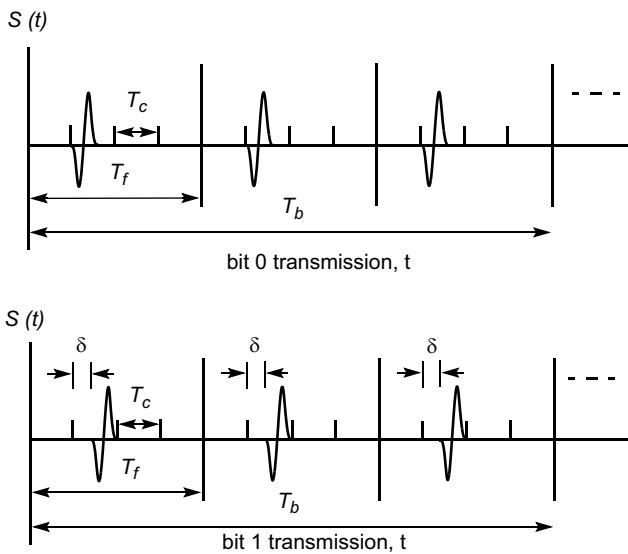 S (t)
T_c
T_f
T_b
bit 0 transmission, t
S (t)
δ δ δ
T_c
T_f
T_b
bit 1 transmission, t